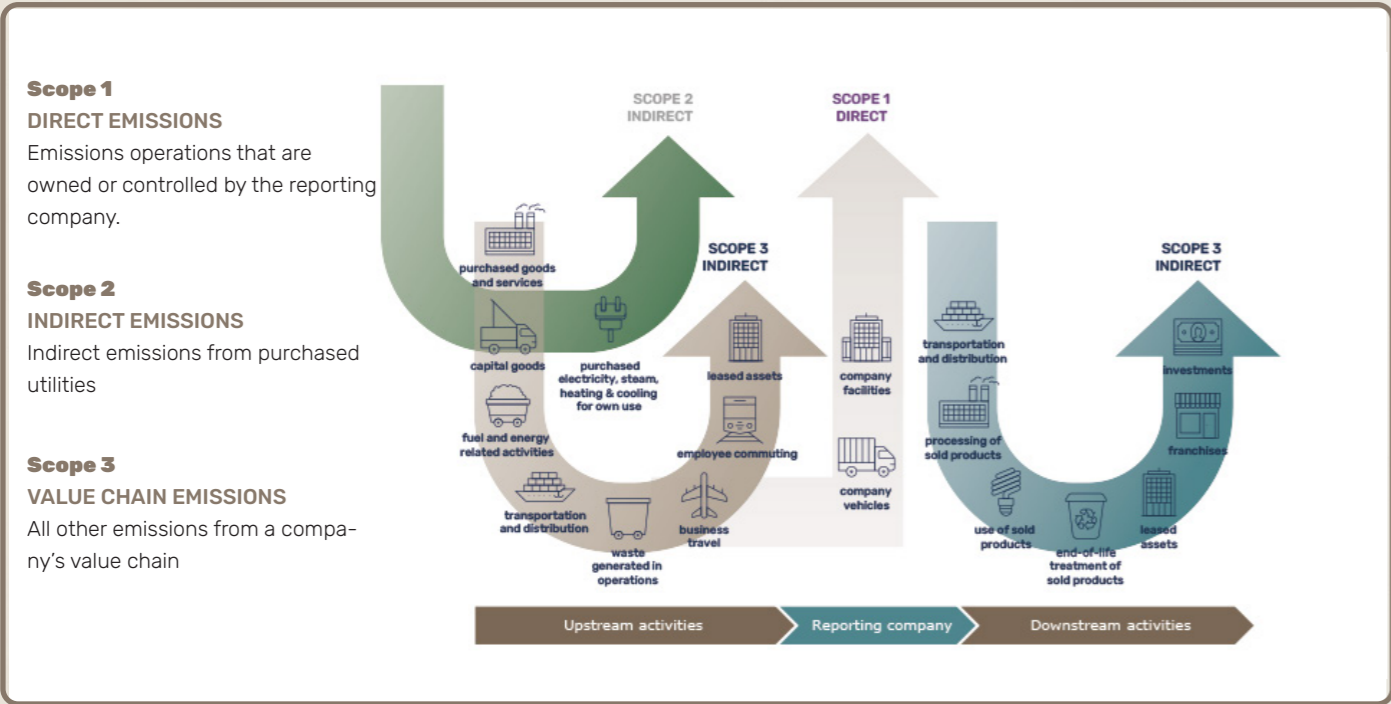 Scope 1
DIRECT EMISSIONS
Emissions operations that are
owned or controlled by the reporting
company.
Scope 2
INDIRECT EMISSIONS
Indirect emissions from purchased
utilities
Scope 3
VALUE CHAIN EMISSIONS
All other emissions from a compa-
ny's value chain
SCOPE 2
INDIRECT
purchased goods
and services
capital goods
purchased
electricity, steam,
heating & cooling
for own use
fuel and energy
related activities
transportation
and distribution
waste
generated in
operations
business
travel
employee commuting
leased assets
SCOPE 3
INDIRECT
SCOPE 1
DIRECT
company
facilities
company
vehicles
transportation
and distribution
processing of
sold products
use of sold
products
end-of-life
treatment of
sold products
leased
assets
franchises
investments
SCOPE 3
INDIRECT
Upstream activities
Reporting company
Downstream activities